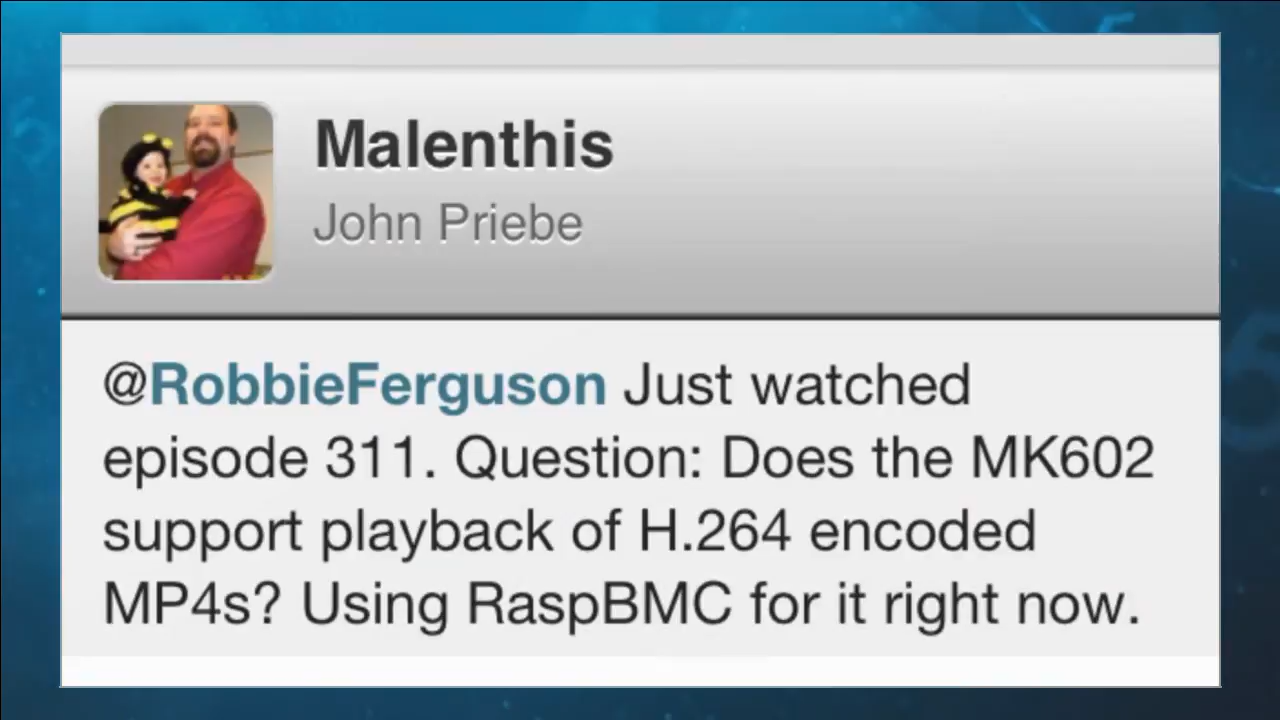 Malenthis
John Priebe
@RobbieFerguson Just watched
episode 311. Question: Does the MK602
support playback of H.264 encoded
MP4s? Using RaspBMC for it right now.